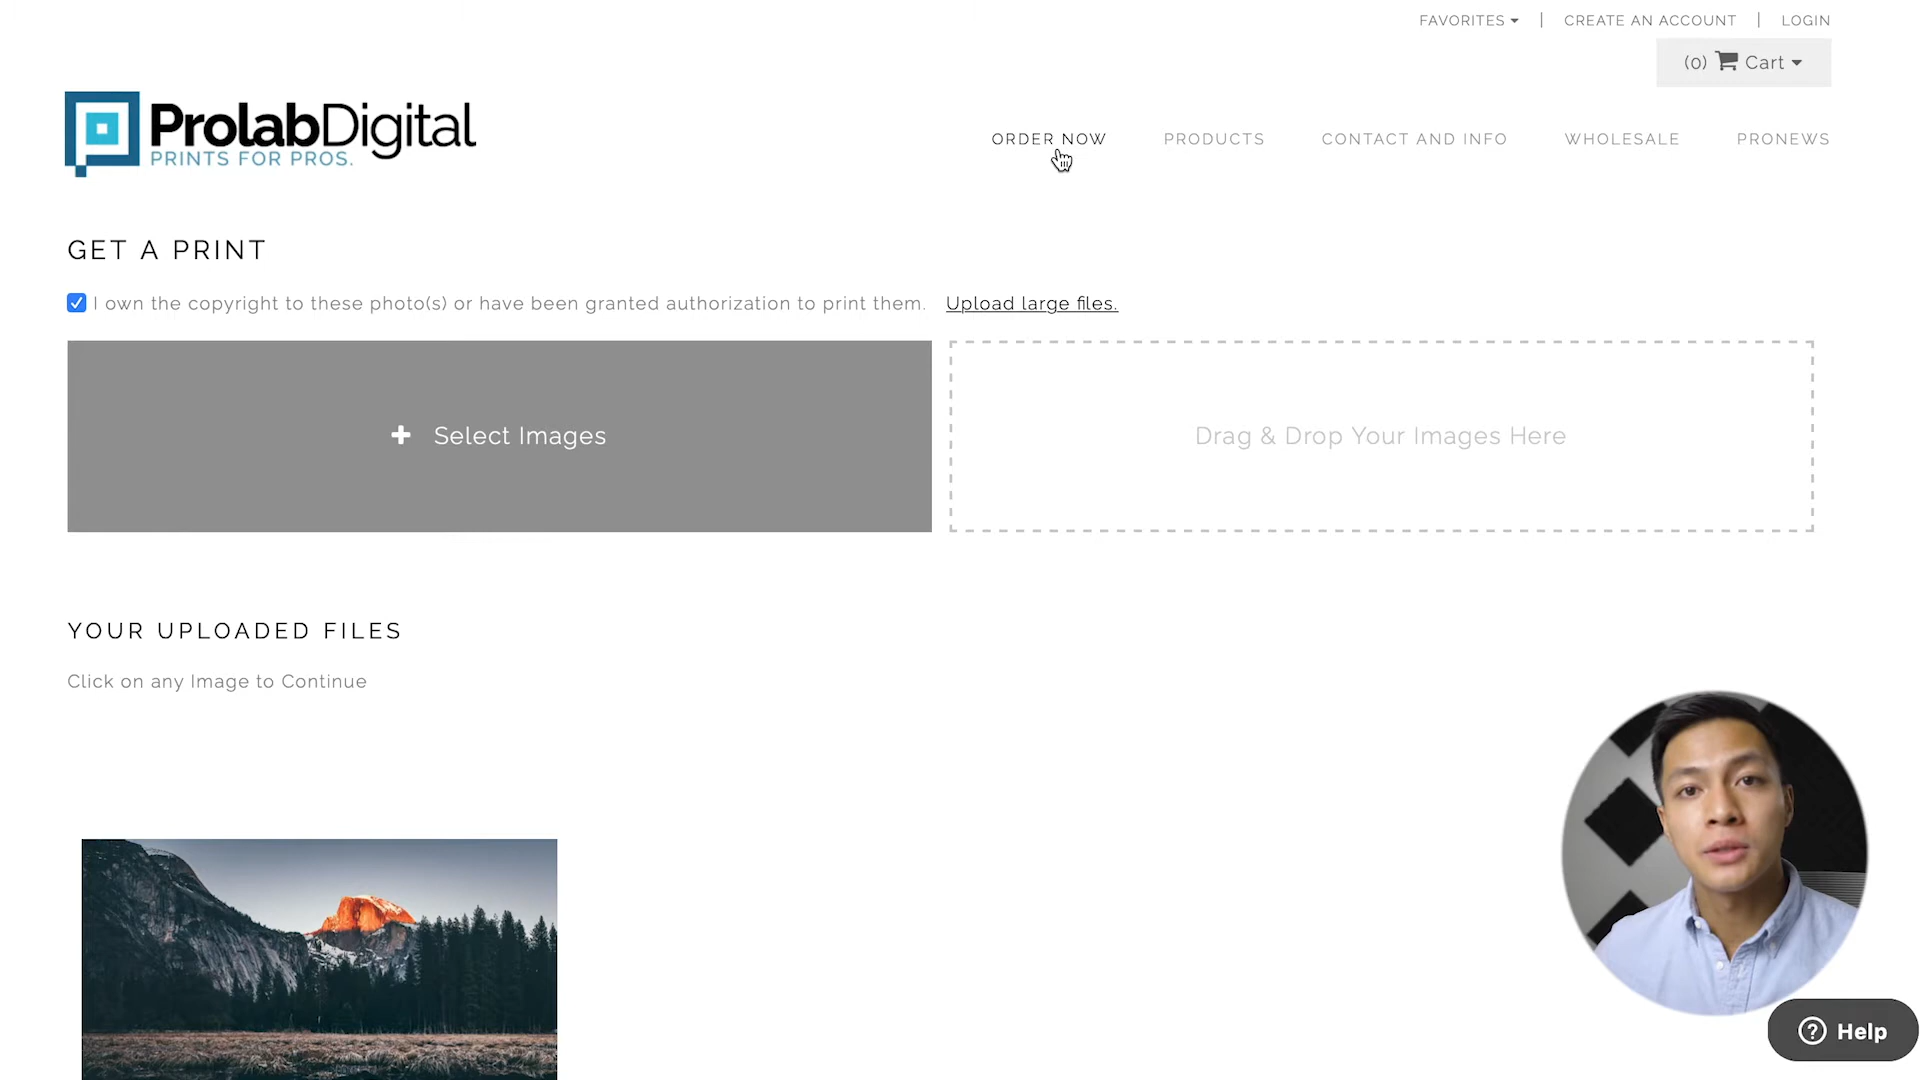 FAVORITES | CREATE AN ACCOUNT | LOGIN
(0) Cart
ProlabDigital
PRINTS FOR PROS.
ORDER NOW PRODUCTS CONTACT AND INFO WHOLESALE PRONEWS
GET A PRINT
I own the copyright to these photo(s) or have been granted authorization to print them. Upload large files.
+ Select Images
Drag & Drop Your Images Here
YOUR UPLOADED FILES
Click on any Image to Continue
? Help